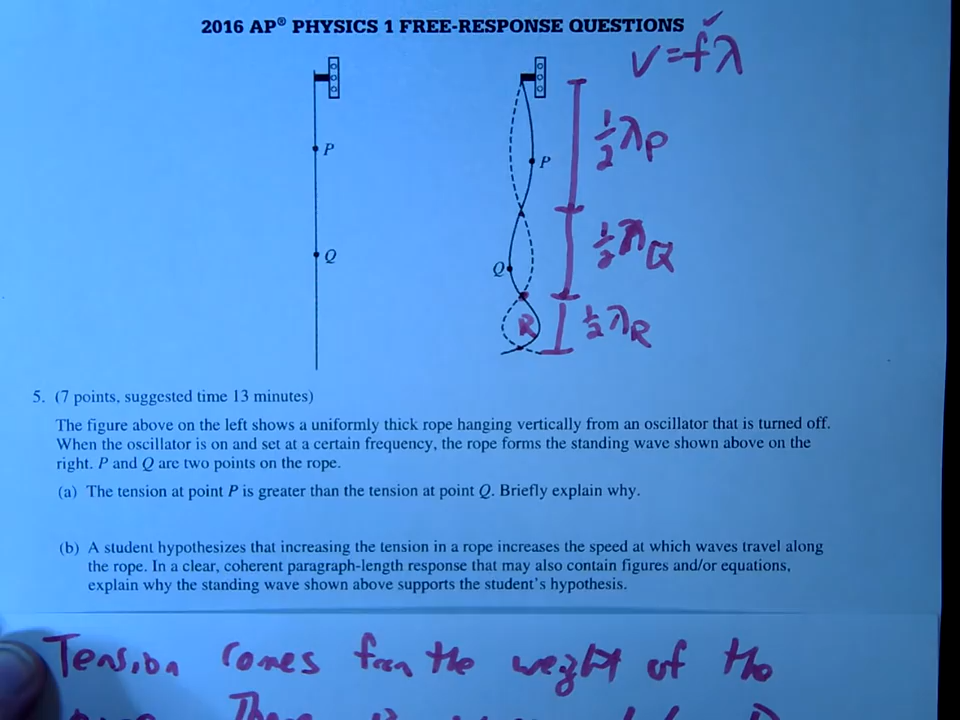 2016 AP® PHYSICS 1 FREE-RESPONSE QUESTIONS
V = fλ
P
P
½λP
Q
Q
½λQ
R
½λR
5. (7 points, suggested time 13 minutes)
The figure above on the left shows a uniformly thick rope hanging vertically from an oscillator that is turned off.
When the oscillator is on and set at a certain frequency, the rope forms the standing wave shown above on the
right. P and Q are two points on the rope.
(a) The tension at point P is greater than the tension at point Q. Briefly explain why.
(b) A student hypothesizes that increasing the tension in a rope increases the speed at which waves travel along
the rope. In a clear, coherent paragraph-length response that may also contain figures and/or equations,
explain why the standing wave shown above supports the student's hypothesis.
Tension comes from the weight of the